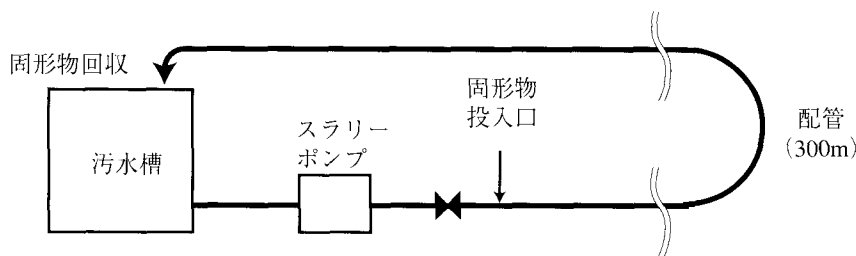 固形物回収
汚水槽
スラリー
ポンプ
固形物
投入口
配管
(300m)